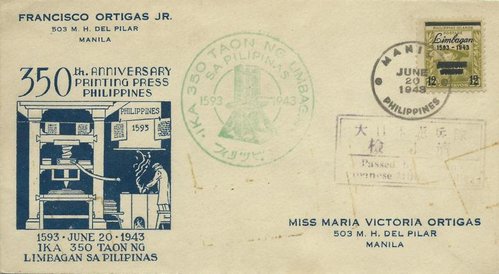 FRANCISCO ORTIGAS JR.
503 M. H. DEL PILAR
MANILA
350th. ANNIVERSARY
PRINTING PRESS
PHILIPPINES
PHILIPPINES
1593
1593 - JUNE 20 - 1943
IKA 350 TAON NG
LIMBAGAN SA PILIPINAS
IKA 350 TAON NG LIMBAGAN
SA PILIPINAS
1593 1943
MANILA
JUNE
20
1943
PHILIPPINES
Limbagan
1593 - 1943
12 12
Passed by
MISS MARIA VICTORIA ORTIGAS
503 M. H. DEL PILAR
MANILA